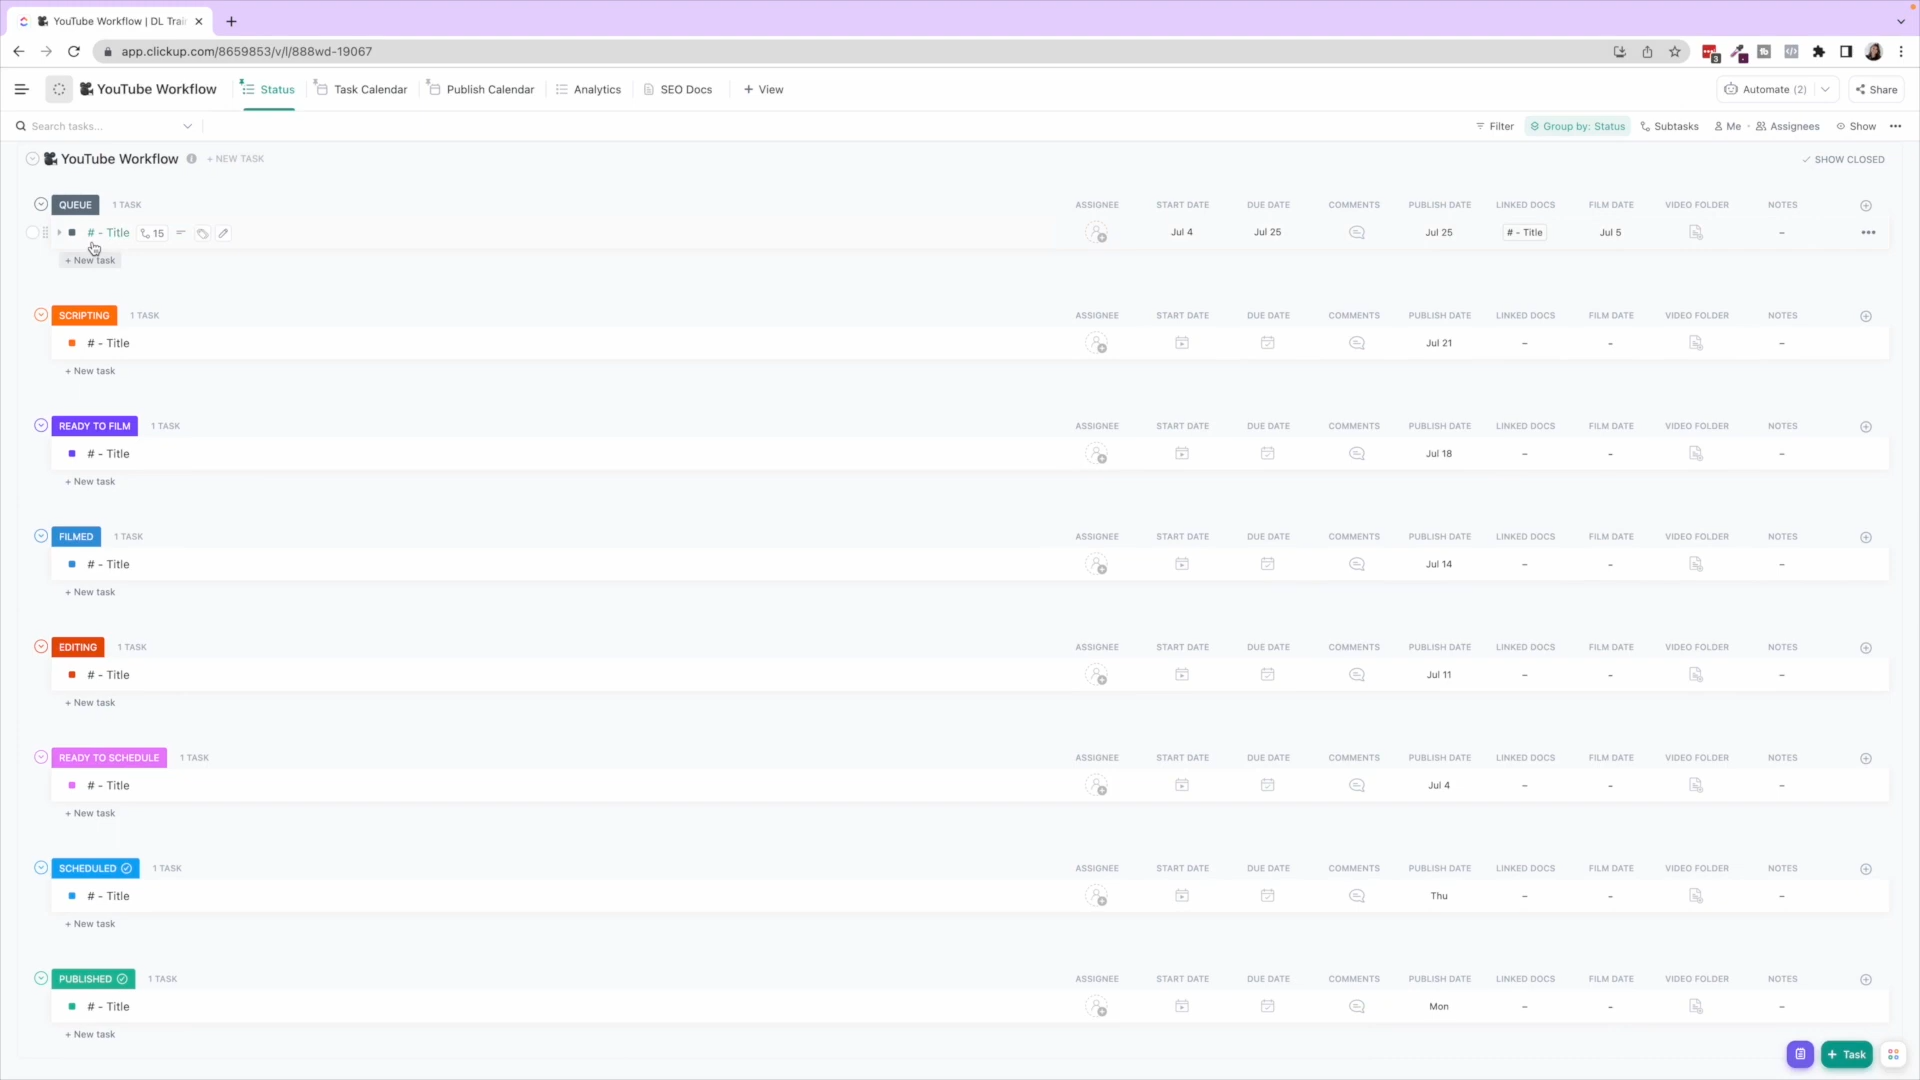 YouTube Workflow | DL Trai
app.clickup.com/8659853/v/l/888wd-19067
3
YouTube Workflow Status Task Calendar Publish Calendar Analytics SEO Docs + View Automate (2) Share
Search tasks... Filter Group by: Status Subtasks Me Assignees Show
YouTube Workflow + NEW TASK SHOW CLOSED
QUEUE 1 TASK ASSIGNEE START DATE DUE DATE COMMENTS PUBLISH DATE LINKED DOCS FILM DATE VIDEO FOLDER NOTES
# - Title 15 Jul 4 Jul 25 Jul 25 # - Title Jul 5 –
+ New task
SCRIPTING 1 TASK ASSIGNEE START DATE DUE DATE COMMENTS PUBLISH DATE LINKED DOCS FILM DATE VIDEO FOLDER NOTES
# - Title Jul 21 – - –
+ New task
READY TO FILM 1 TASK ASSIGNEE START DATE DUE DATE COMMENTS PUBLISH DATE LINKED DOCS FILM DATE VIDEO FOLDER NOTES
# - Title Jul 18 – - –
+ New task
FILMED 1 TASK ASSIGNEE START DATE DUE DATE COMMENTS PUBLISH DATE LINKED DOCS FILM DATE VIDEO FOLDER NOTES
# - Title Jul 14 – - –
+ New task
EDITING 1 TASK ASSIGNEE START DATE DUE DATE COMMENTS PUBLISH DATE LINKED DOCS FILM DATE VIDEO FOLDER NOTES
# - Title Jul 11 – - –
+ New task
READY TO SCHEDULE 1 TASK ASSIGNEE START DATE DUE DATE COMMENTS PUBLISH DATE LINKED DOCS FILM DATE VIDEO FOLDER NOTES
# - Title Jul 4 – - –
+ New task
SCHEDULED 1 TASK ASSIGNEE START DATE DUE DATE COMMENTS PUBLISH DATE LINKED DOCS FILM DATE VIDEO FOLDER NOTES
# - Title Thu – - –
+ New task
PUBLISHED 1 TASK ASSIGNEE START DATE DUE DATE COMMENTS PUBLISH DATE LINKED DOCS FILM DATE VIDEO FOLDER NOTES
# - Title Mon – - –
+ New task
+ Task